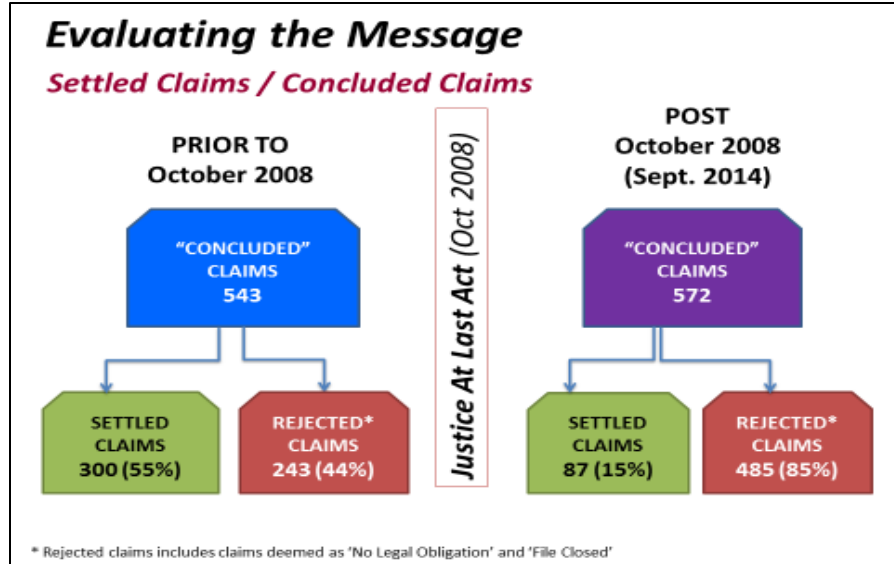 Evaluating the Message
Settled Claims / Concluded Claims
PRIOR TO
October 2008
"CONCLUDED"
CLAIMS
543
SETTLED
CLAIMS
300 (55%)
REJECTED*
CLAIMS
243 (44%)
Justice At Last Act (Oct 2008)
POST
October 2008
(Sept. 2014)
"CONCLUDED"
CLAIMS
572
SETTLED
CLAIMS
87 (15%)
REJECTED*
CLAIMS
485 (85%)
* Rejected claims includes claims deemed as 'No Legal Obligation' and 'File Closed'